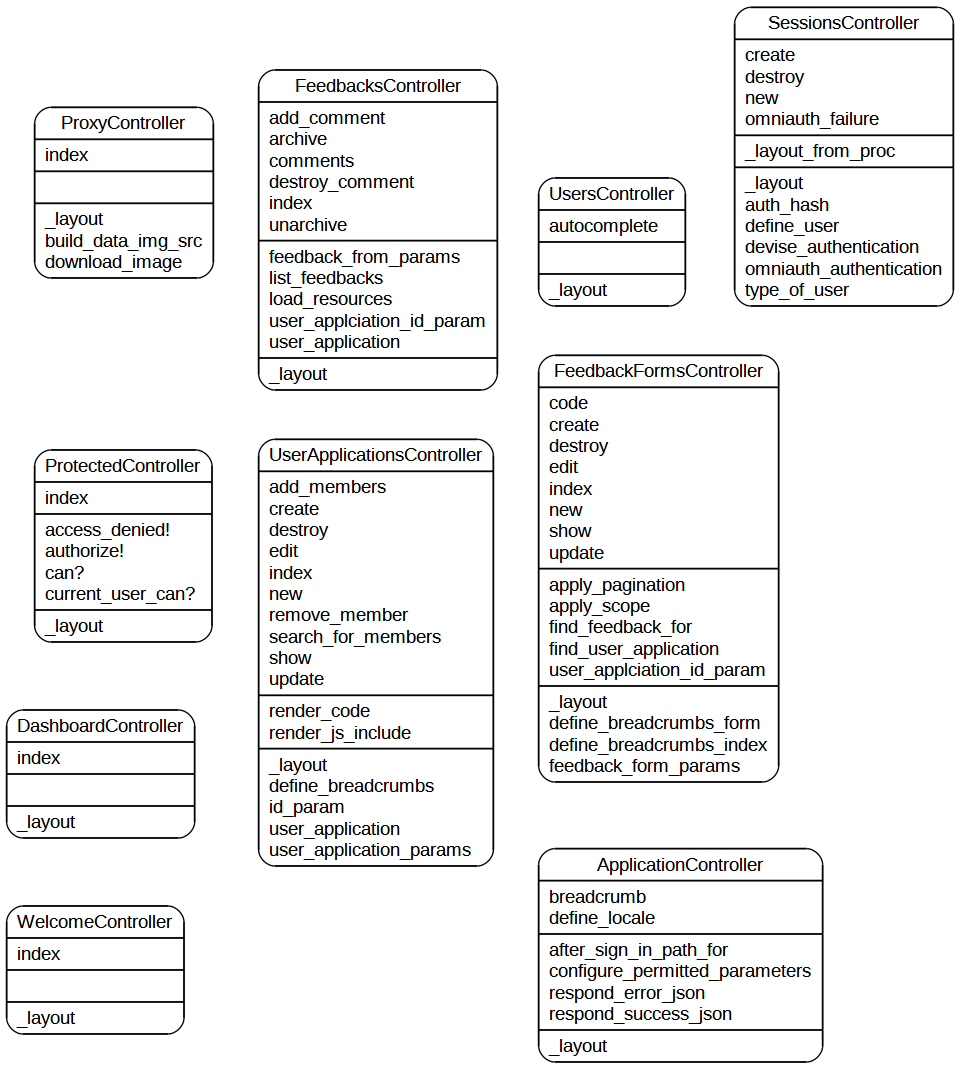 ProxyController
index
_layout
build_data_img_src
download_image
FeedbacksController
add_comment
archive
comments
destroy_comment
index
unarchive
feedback_from_params
list_feedbacks
load_resources
user_applciation_id_param
user_application
_layout
UsersController
autocomplete
_layout
SessionsController
create
destroy
new
omniauth_failure
_layout_from_proc
_layout
auth_hash
define_user
devise_authentication
omniauth_authentication
type_of_user
ProtectedController
index
access_denied!
authorize!
can?
current_user_can?
_layout
UserApplicationsController
add_members
create
destroy
edit
index
new
remove_member
search_for_members
show
update
render_code
render_js_include
_layout
define_breadcrumbs
id_param
user_application
user_application_params
FeedbackFormsController
code
create
destroy
edit
index
new
show
update
apply_pagination
apply_scope
find_feedback_for
find_user_application
user_applciation_id_param
_layout
define_breadcrumbs_form
define_breadcrumbs_index
feedback_form_params
DashboardController
index
_layout
WelcomeController
index
_layout
ApplicationController
breadcrumb
define_locale
after_sign_in_path_for
configure_permitted_parameters
respond_error_json
respond_success_json
_layout